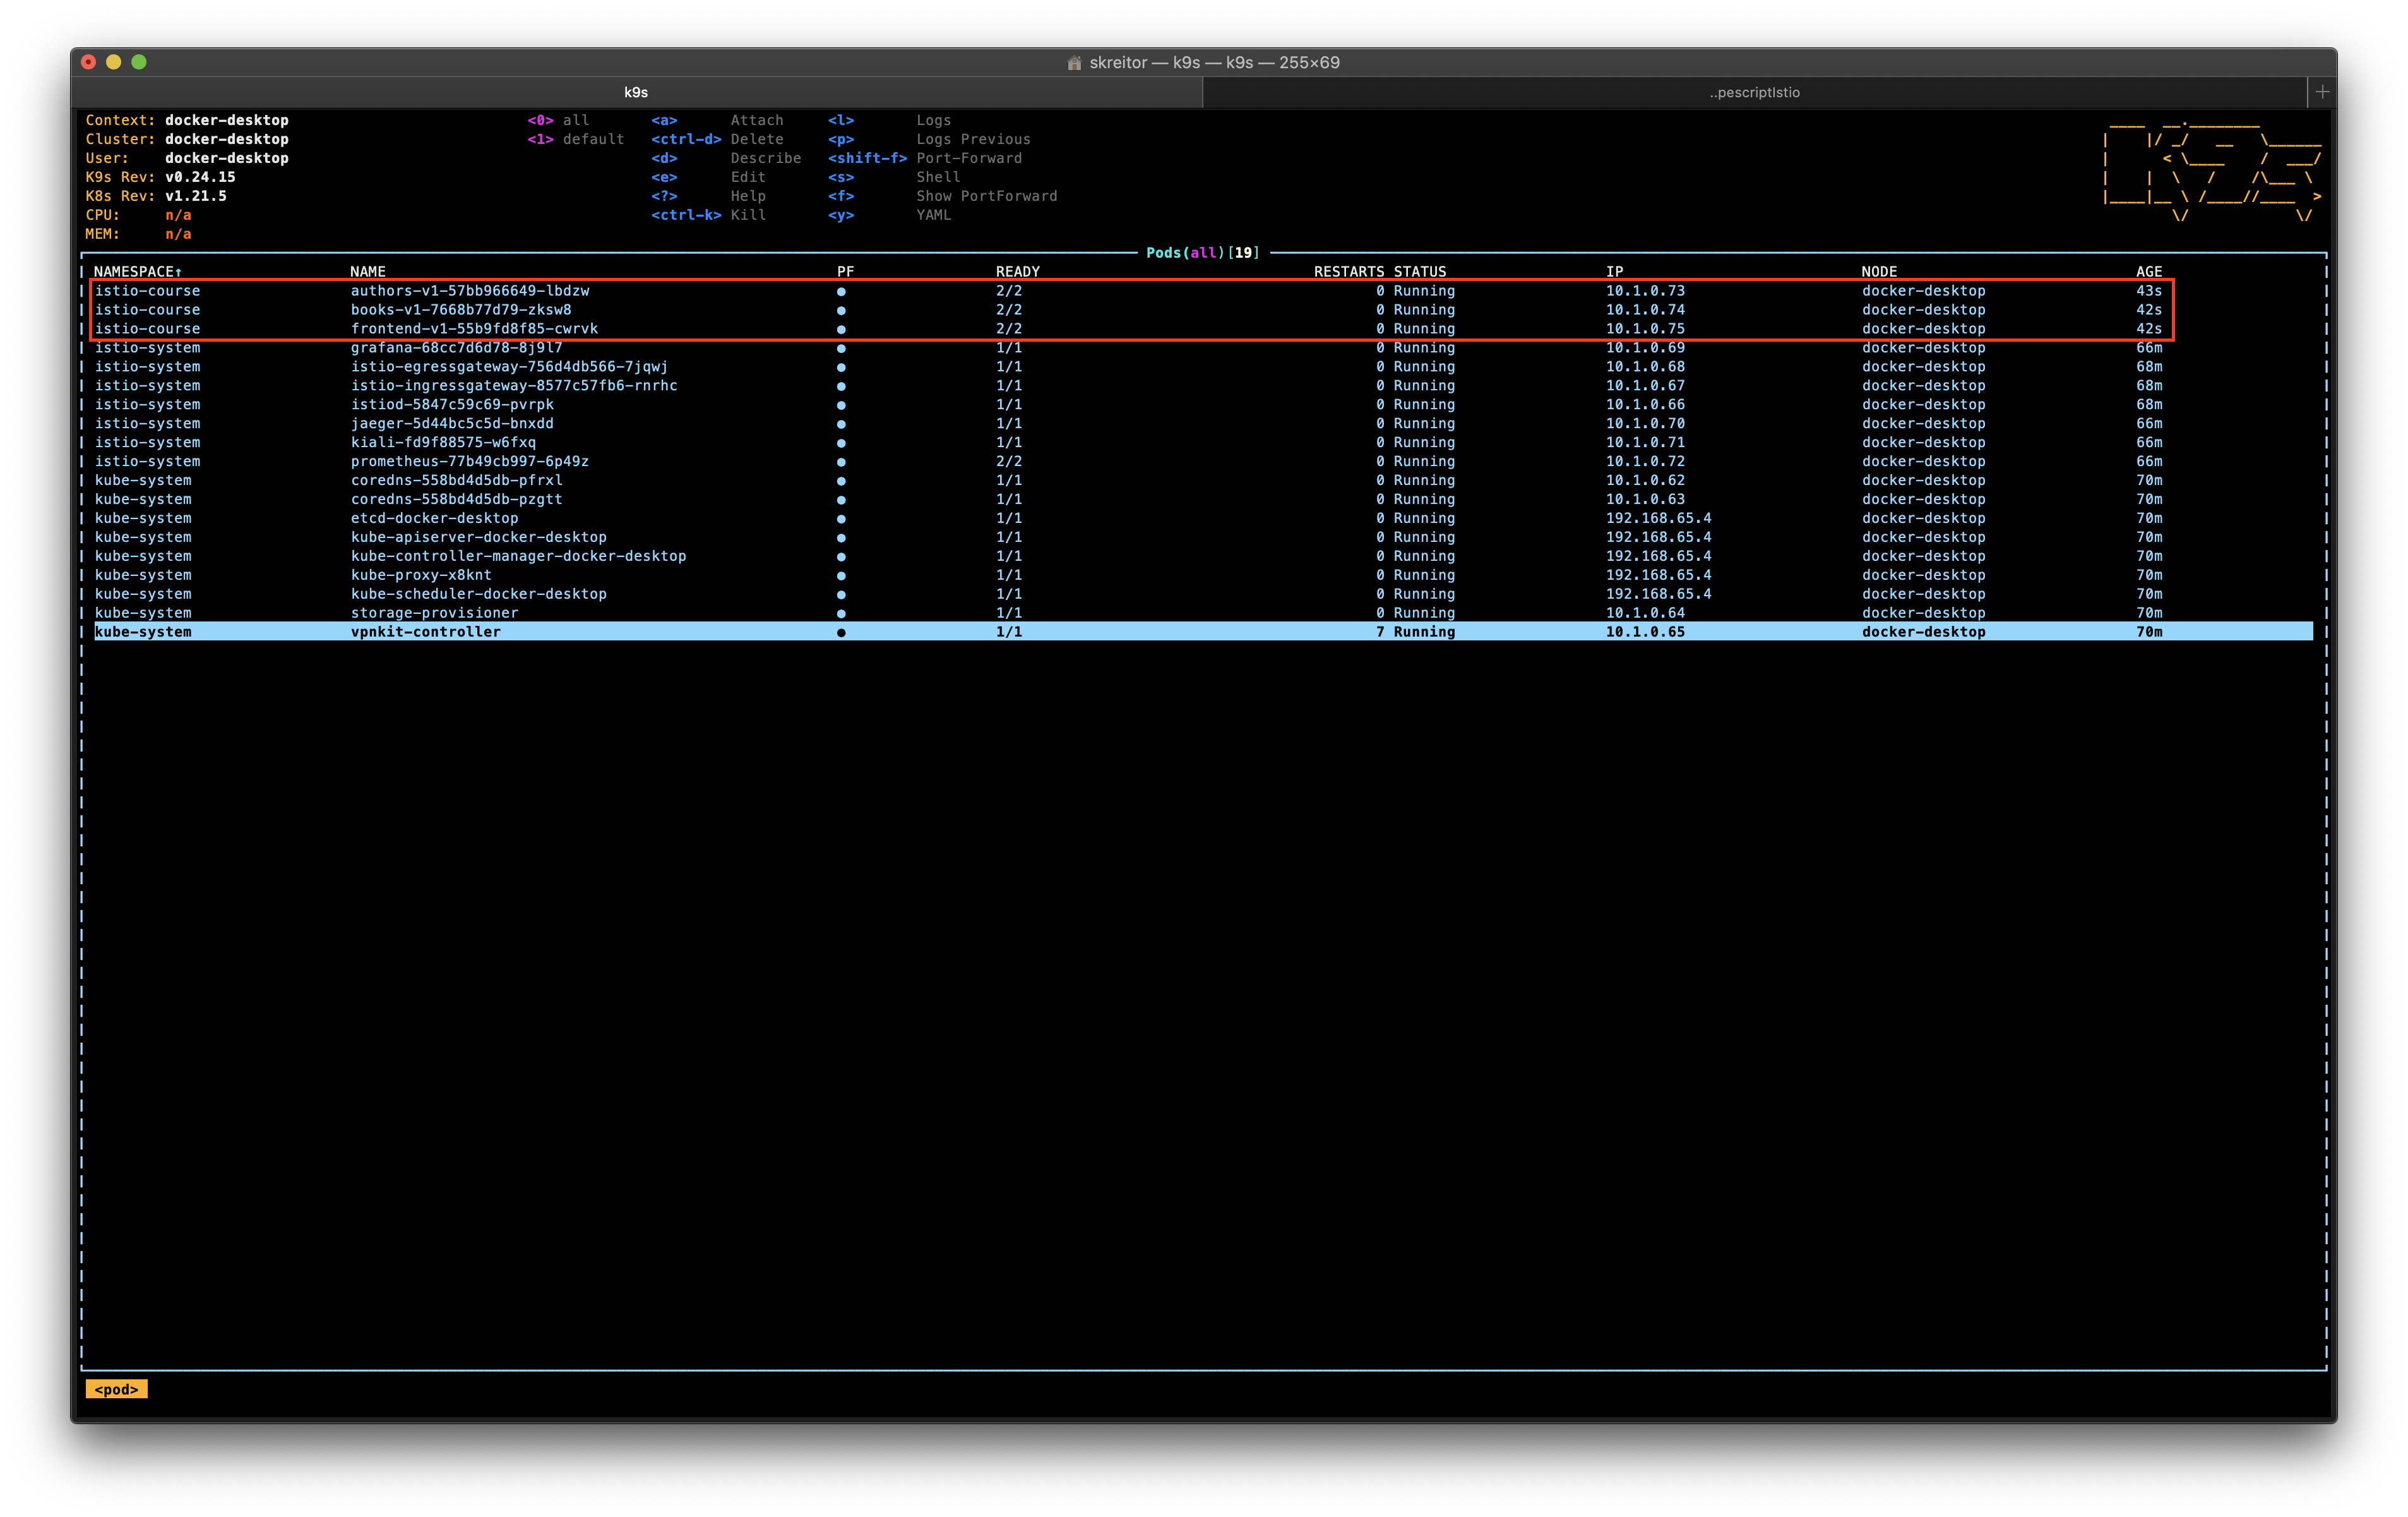 skreitor — k9s — k9s — 255×69
k9s ..pescriptIstio +
Context: docker-desktop <0> all <a> Attach <l> Logs
Cluster: docker-desktop <1> default <ctrl-d> Delete <p> Logs Previous
User: docker-desktop <d> Describe <shift-f> Port-Forward
K9s Rev: v0.24.15 <e> Edit <s> Shell
K8s Rev: v1.21.5 <?> Help <f> Show PortForward
CPU: n/a <ctrl-k> Kill <y> YAML
MEM: n/a
Pods(all)[19]
NAMESPACE↑ NAME PF READY RESTARTS STATUS IP NODE AGE
istio-course authors-v1-57bb966649-lbdzw ● 2/2 0 Running 10.1.0.73 docker-desktop 43s
istio-course books-v1-7668b77d79-zksw8 ● 2/2 0 Running 10.1.0.74 docker-desktop 42s
istio-course frontend-v1-55b9fd8f85-cwrvk ● 2/2 0 Running 10.1.0.75 docker-desktop 42s
istio-system grafana-68cc7d6d78-8j9l7 ● 1/1 0 Running 10.1.0.69 docker-desktop 66m
istio-system istio-egressgateway-756d4db566-7jqwj ● 1/1 0 Running 10.1.0.68 docker-desktop 68m
istio-system istio-ingressgateway-8577c57fb6-rnrhc ● 1/1 0 Running 10.1.0.67 docker-desktop 68m
istio-system istiod-5847c59c69-pvrpk ● 1/1 0 Running 10.1.0.66 docker-desktop 68m
istio-system jaeger-5d44bc5c5d-bnxdd ● 1/1 0 Running 10.1.0.70 docker-desktop 66m
istio-system kiali-fd9f88575-w6fxq ● 1/1 0 Running 10.1.0.71 docker-desktop 66m
istio-system prometheus-77b49cb997-6p49z ● 2/2 0 Running 10.1.0.72 docker-desktop 66m
kube-system coredns-558bd4d5db-pfrxl ● 1/1 0 Running 10.1.0.62 docker-desktop 70m
kube-system coredns-558bd4d5db-pzgtt ● 1/1 0 Running 10.1.0.63 docker-desktop 70m
kube-system etcd-docker-desktop ● 1/1 0 Running 192.168.65.4 docker-desktop 70m
kube-system kube-apiserver-docker-desktop ● 1/1 0 Running 192.168.65.4 docker-desktop 70m
kube-system kube-controller-manager-docker-desktop ● 1/1 0 Running 192.168.65.4 docker-desktop 70m
kube-system kube-proxy-x8knt ● 1/1 0 Running 192.168.65.4 docker-desktop 70m
kube-system kube-scheduler-docker-desktop ● 1/1 0 Running 192.168.65.4 docker-desktop 70m
kube-system storage-provisioner ● 1/1 0 Running 10.1.0.64 docker-desktop 70m
kube-system vpnkit-controller ● 1/1 7 Running 10.1.0.65 docker-desktop 70m
<pod>